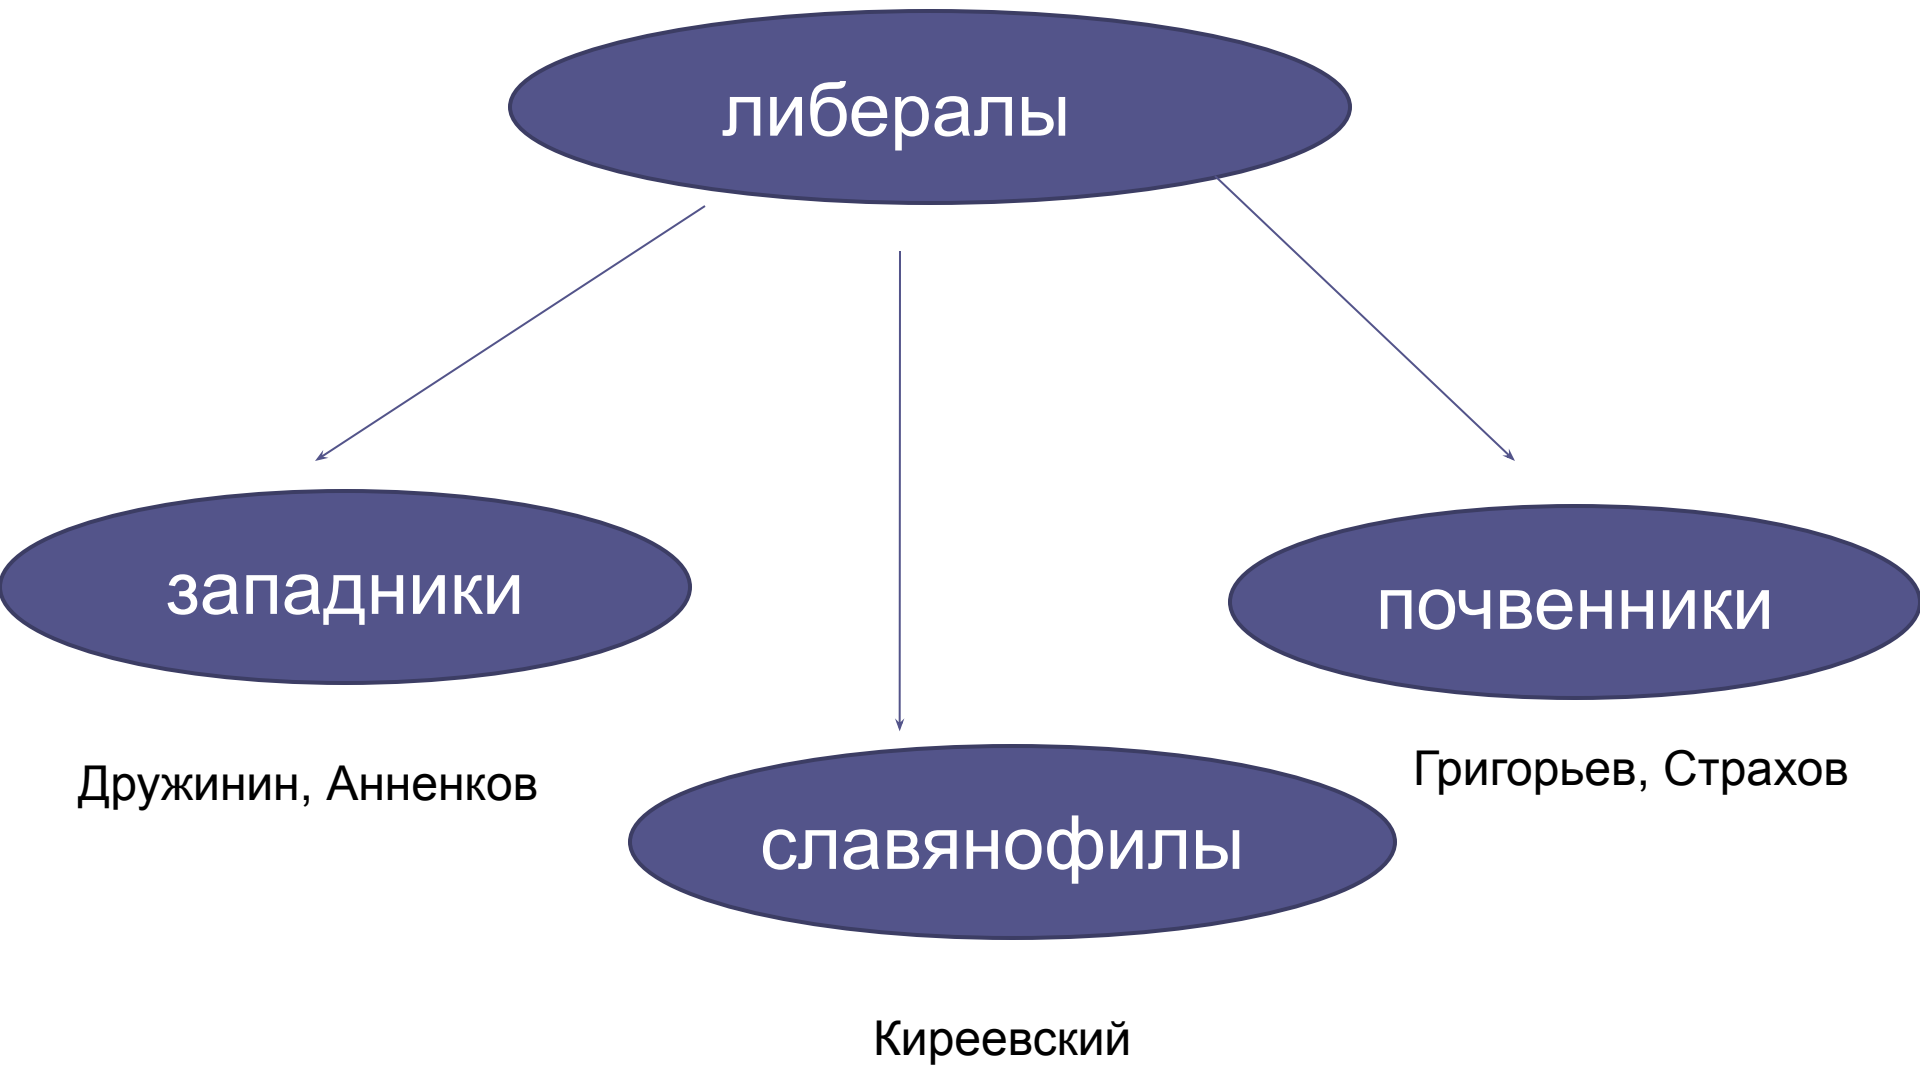 либералы
западники
Дружинин, Анненков
славянофилы
Киреевский
почвенники
Григорьев, Страхов